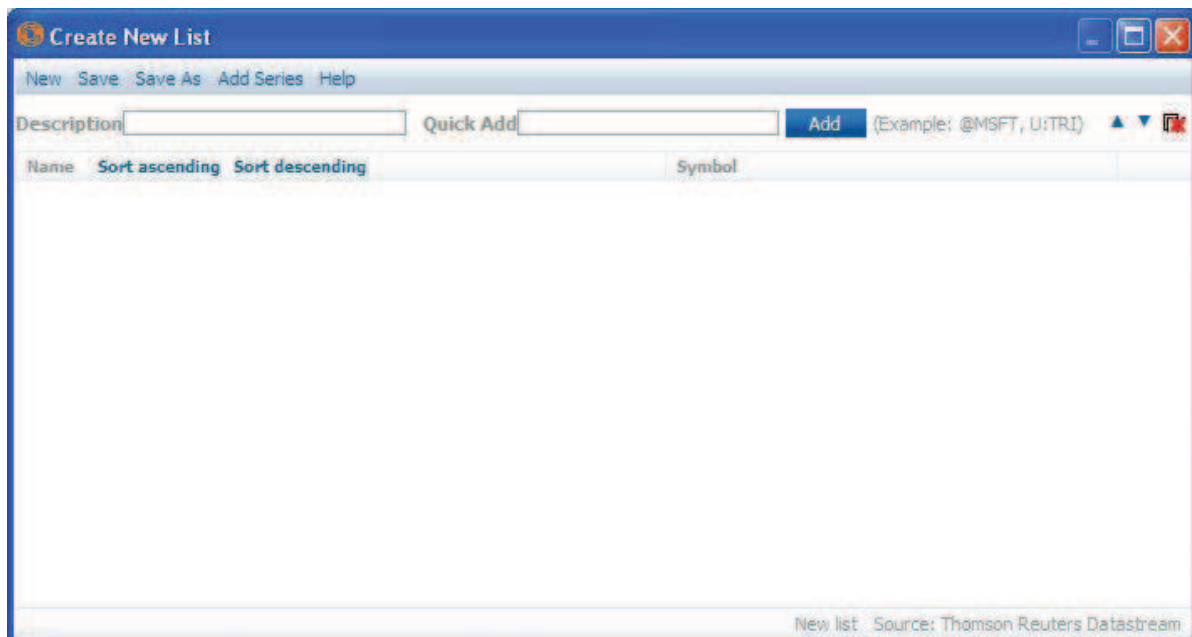 Create New List
New Save Save As Add Series Help
Description Quick Add Add (Example: @MSFT, U:TRI)
Name Sort ascending Sort descending Symbol
New list Source: Thomson Reuters Datastream